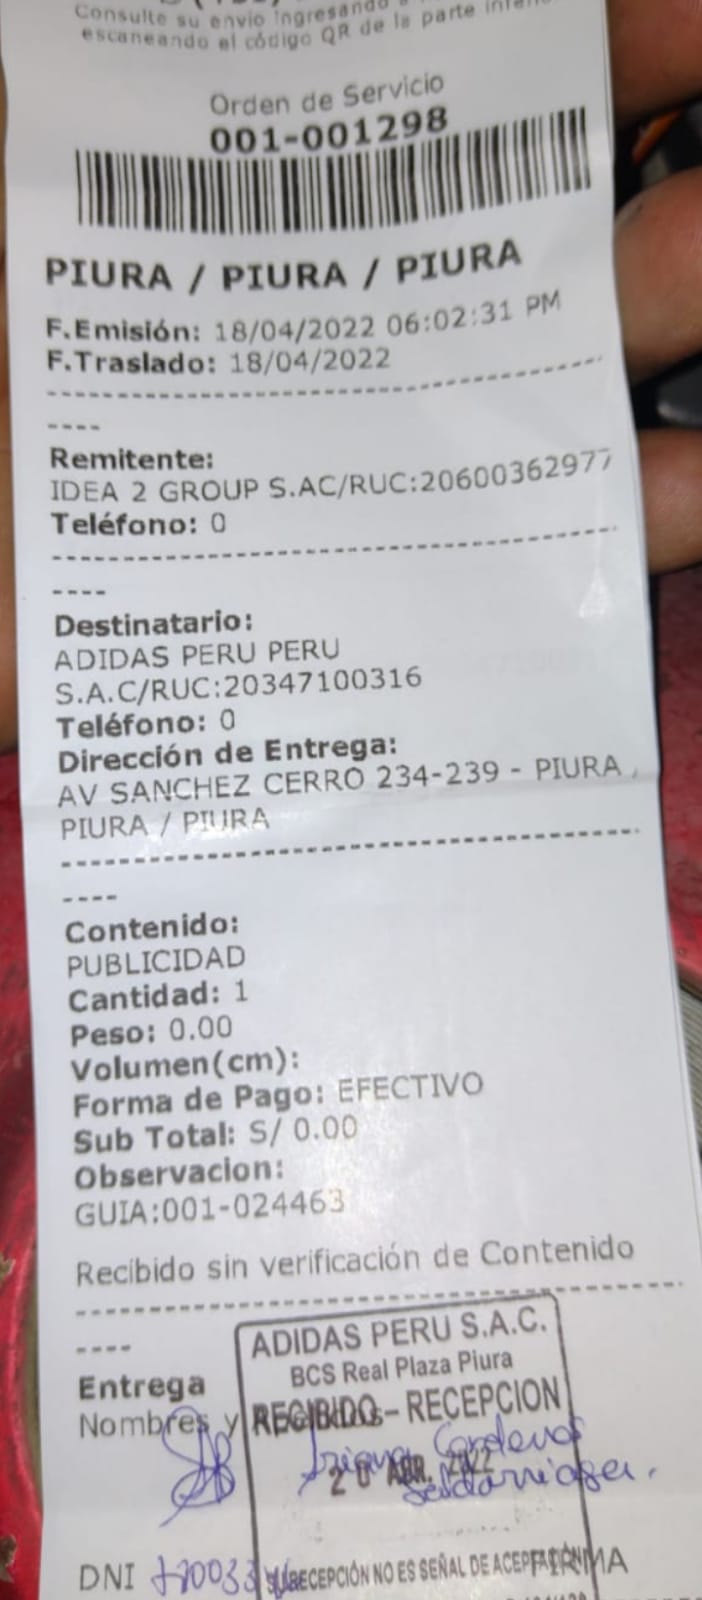 Consulte su envio ingresando a
escaneando el código QR de la parte
Orden de Servicio
001-001298
PIURA / PIURA / PIURA
F.Emisión: 18/04/2022 06:02:31 PM
F.Traslado: 18/04/2022
----
Remitente:
IDEA 2 GROUP S.AC/RUC:20600362977
Teléfono: 0
----
Destinatario:
ADIDAS PERU PERU
S.A.C/RUC:20347100316
Teléfono: 0
Dirección de Entrega:
AV SANCHEZ CERRO 234-239 - PIURA ,
PIURA / PIURA
----
Contenido:
PUBLICIDAD
Cantidad: 1
Peso: 0.00
Volumen(cm):
Forma de Pago: EFECTIVO
Sub Total: S/ 0.00
Observacion:
GUIA:001-024463
Recibido sin verificación de Contenido
----
ADIDAS PERU S.A.C.
BCS Real Plaza Piura
Entrega
Nombres y
RECIBIDO - RECEPCION
20 ABR. 2022
DNI
SU RECEPCIÓN NO ES SEÑAL DE ACEPTACIÓN
FIRMA